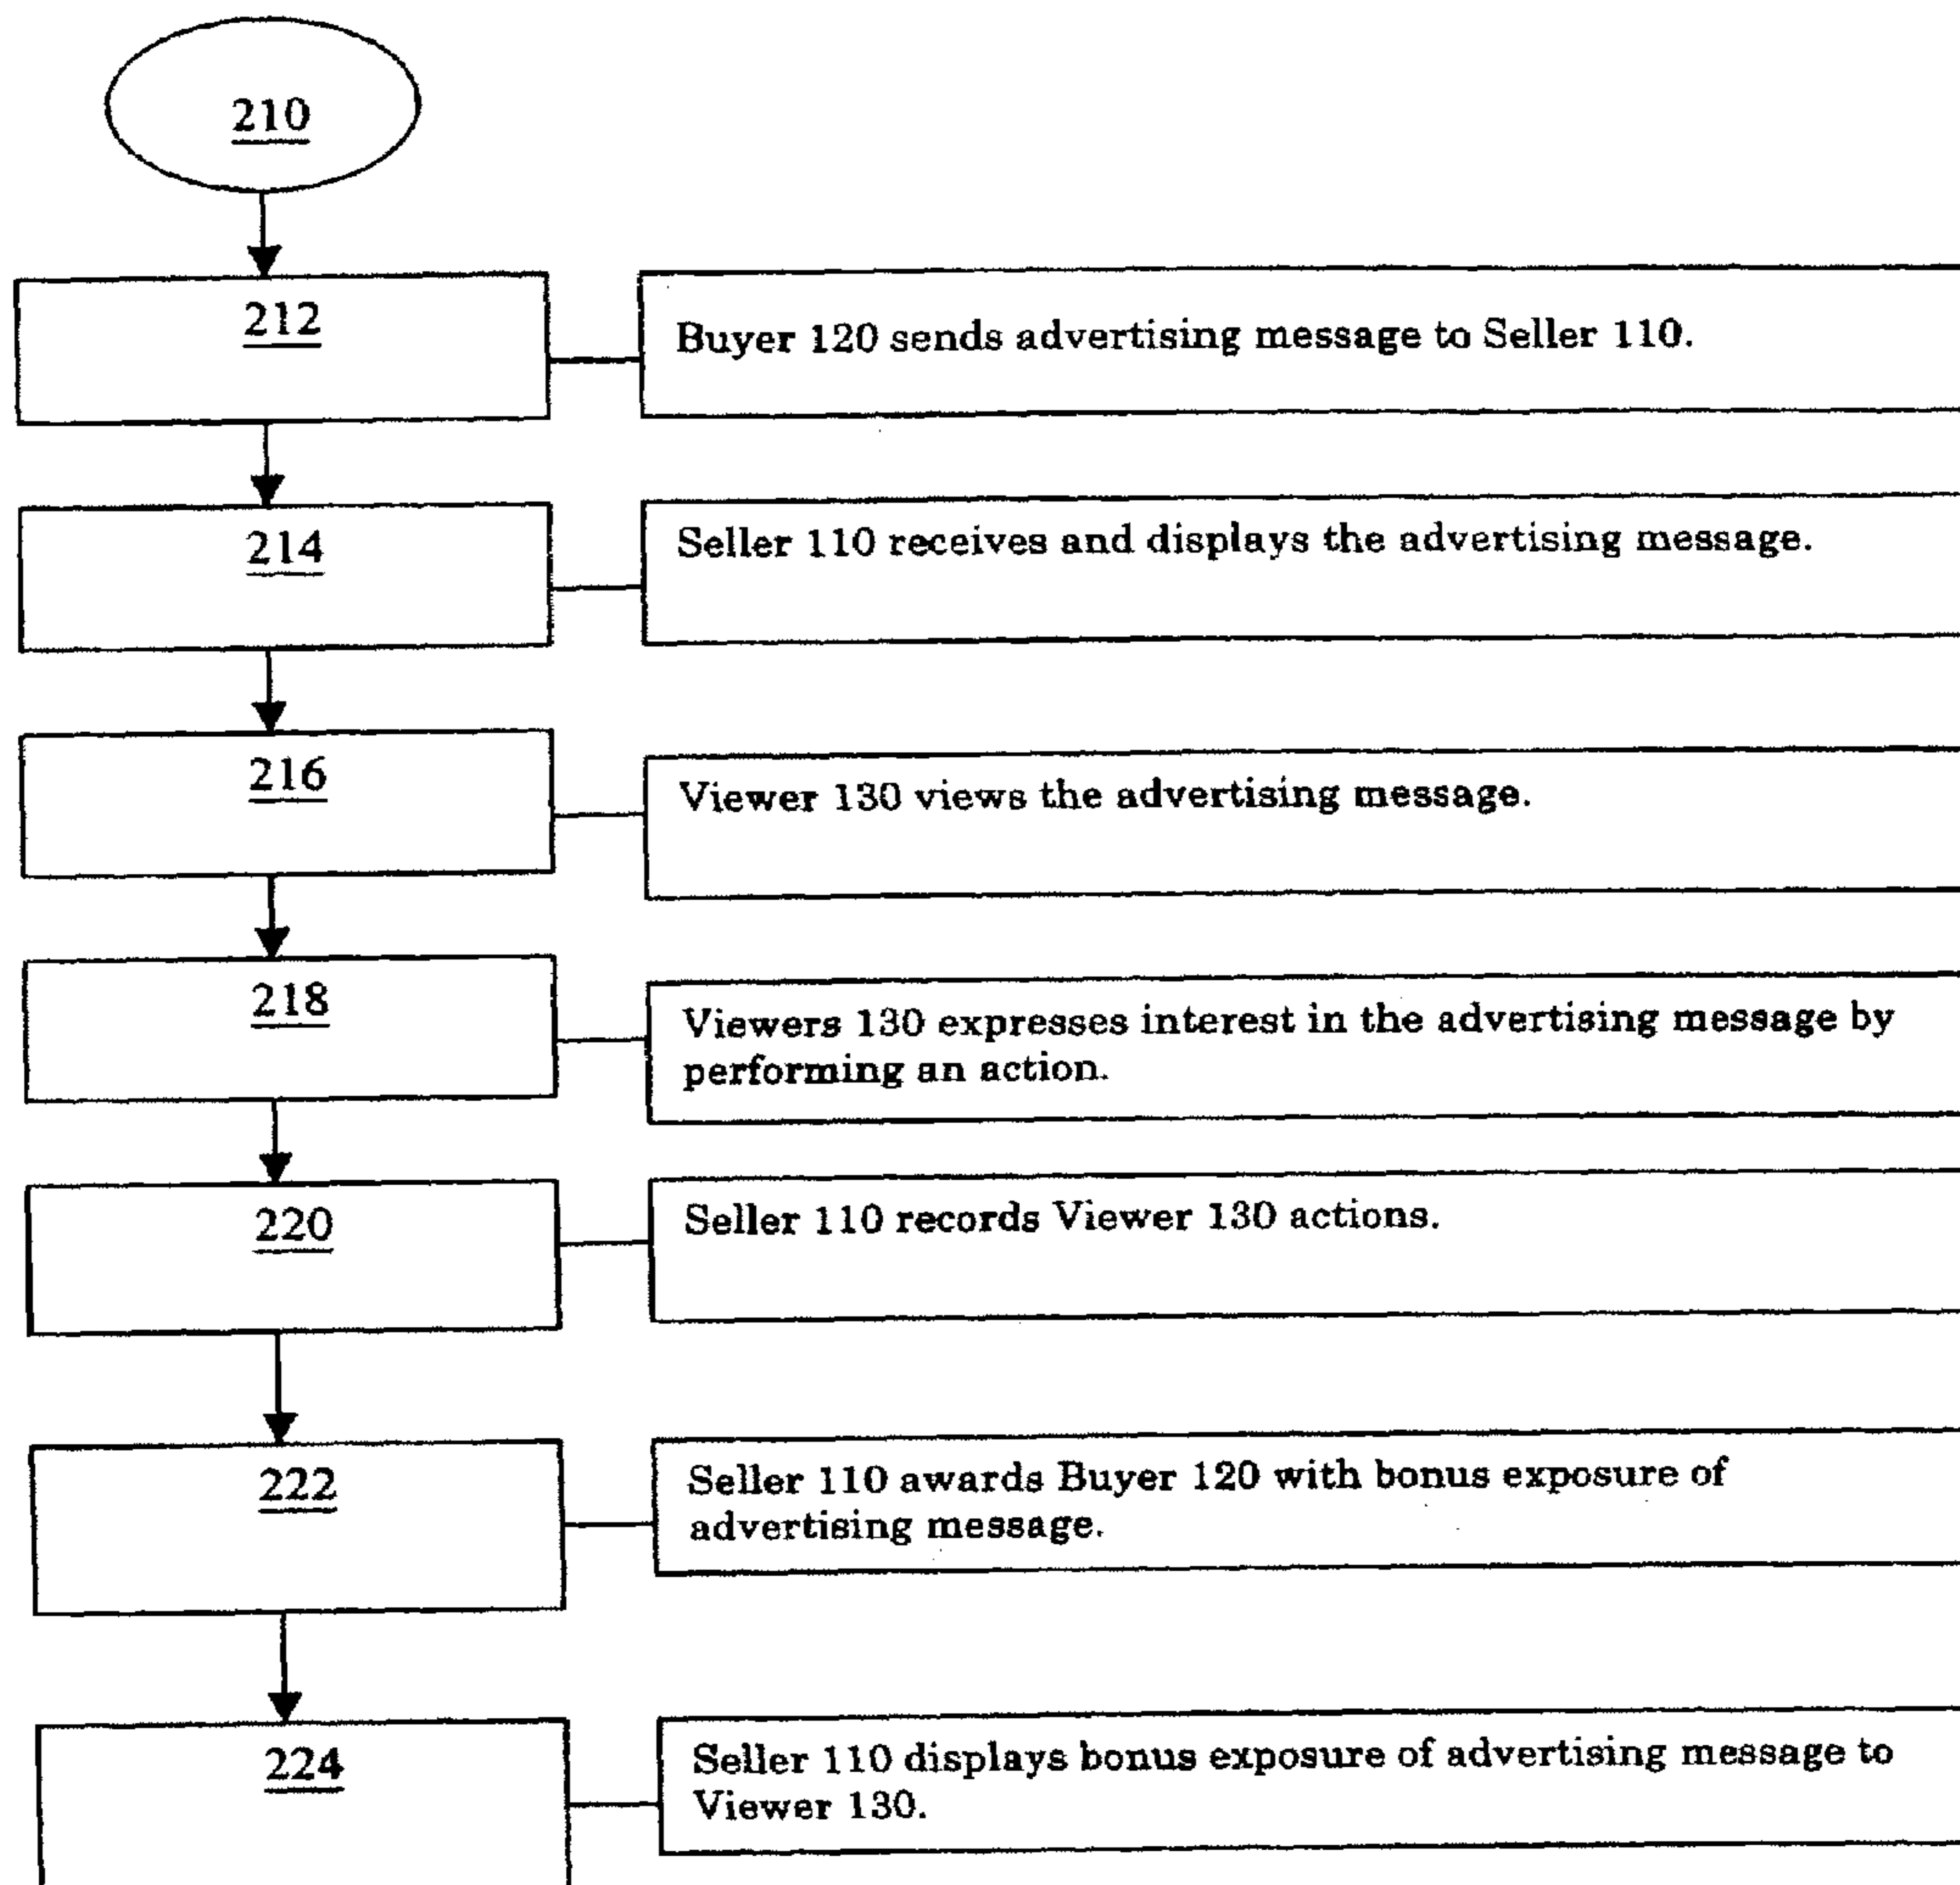 210
212
Buyer 120 sends advertising message to Seller 110.
214
Seller 110 receives and displays the advertising message.
216
Viewer 130 views the advertising message.
218
Viewers 130 expresses interest in the advertising message by
performing an action.
220
Seller 110 records Viewer 130 actions.
222
Seller 110 awards Buyer 120 with bonus exposure of
advertising message.
224
Seller 110 displays bonus exposure of advertising message to
Viewer 130.